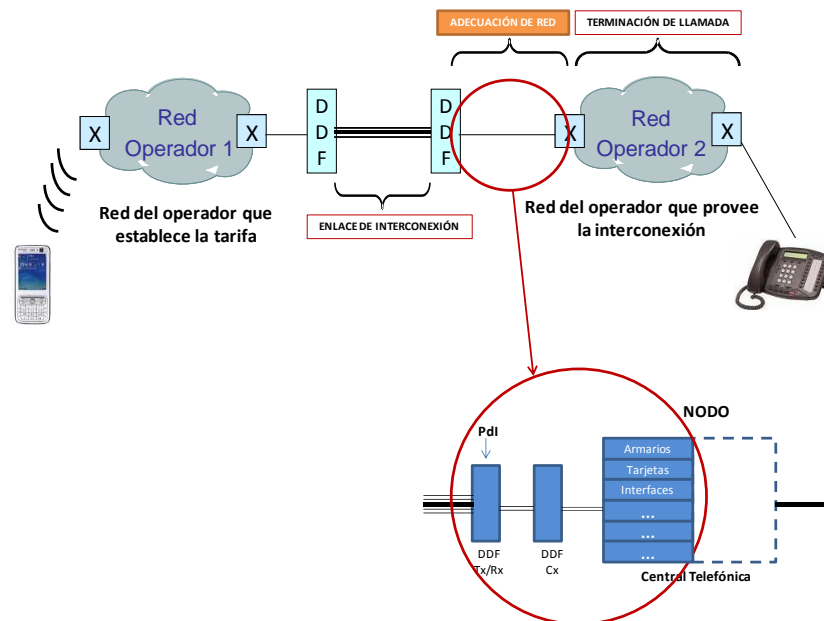 ADECUACIÓN DE RED
TERMINACIÓN DE LLAMADA
X
Red
Operador 1
X
D
D
F
D
D
F
X
Red
Operador 2
X
ENLACE DE INTERCONEXIÓN
Red del operador que
establece la tarifa
Red del operador que provee
la interconexión
NODO
PdI
Armarios
Tarjetas
Interfaces
...
...
...
DDF
Tx/Rx
DDF
Cx
Central Telefónica